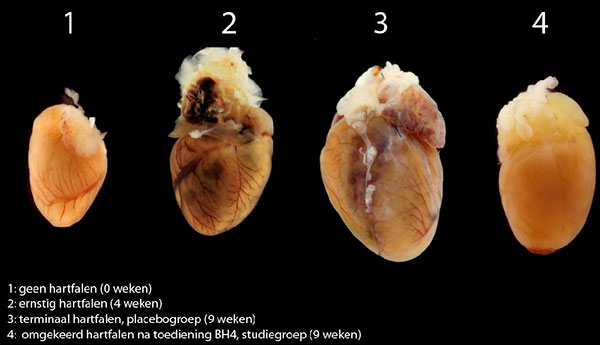 1 2 3 4
1: geen hartfalen (0 weken)
2: ernstig hartfalen (4 weken)
3: terminaal hartfalen, placebogroep (9 weken)
4: omgekeerd hartfalen na toediening BH4, studiegroep (9 weken)